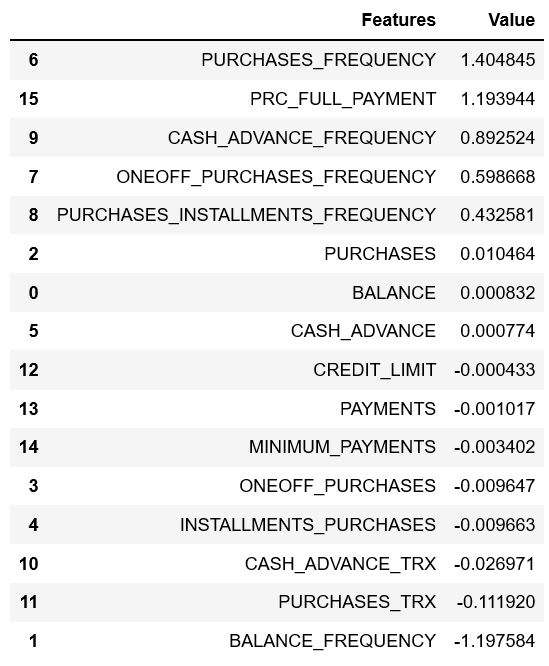 Features Value
6 PURCHASES_FREQUENCY 1.404845
15 PRC_FULL_PAYMENT 1.193944
9 CASH_ADVANCE_FREQUENCY 0.892524
7 ONEOFF_PURCHASES_FREQUENCY 0.598668
8 PURCHASES_INSTALLMENTS_FREQUENCY 0.432581
2 PURCHASES 0.010464
0 BALANCE 0.000832
5 CASH_ADVANCE 0.000774
12 CREDIT_LIMIT -0.000433
13 PAYMENTS -0.001017
14 MINIMUM_PAYMENTS -0.003402
3 ONEOFF_PURCHASES -0.009647
4 INSTALLMENTS_PURCHASES -0.009663
10 CASH_ADVANCE_TRX -0.026971
11 PURCHASES_TRX -0.111920
1 BALANCE_FREQUENCY -1.197584